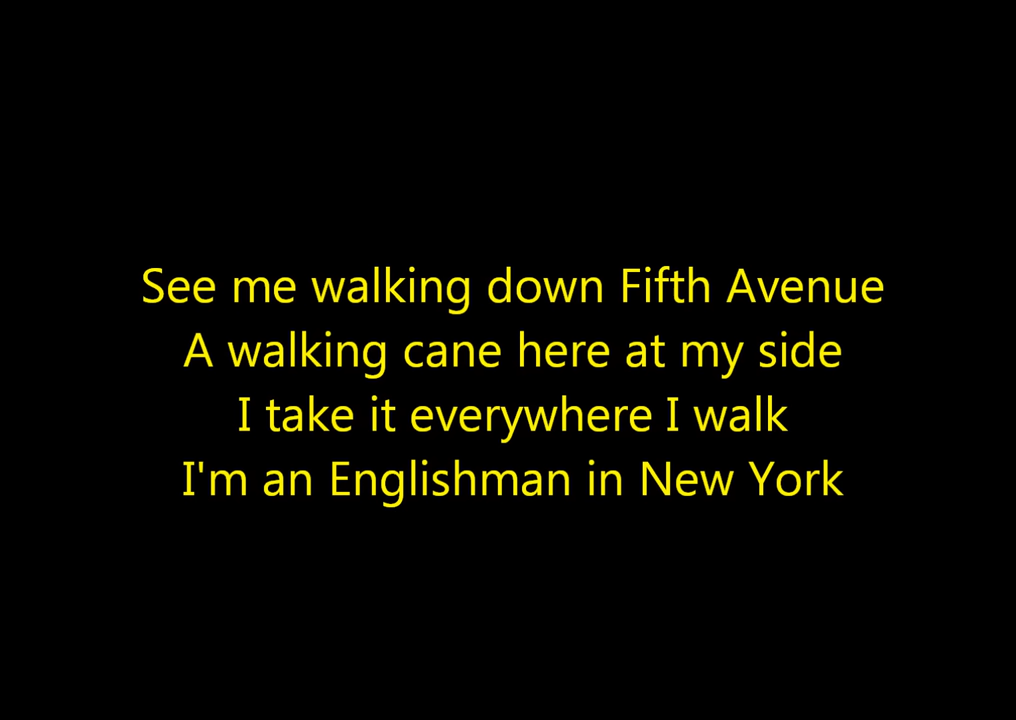 See me walking down Fifth Avenue
A walking cane here at my side
I take it everywhere I walk
I'm an Englishman in New York